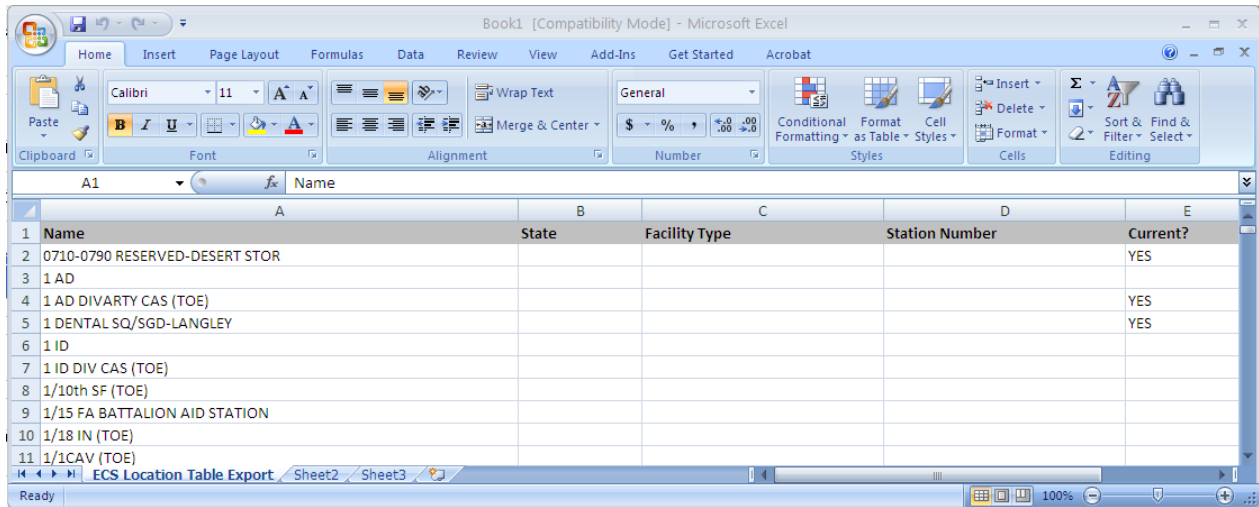 Book1 [Compatibility Mode] - Microsoft Excel
Home Insert Page Layout Formulas Data Review View Add-Ins Get Started Acrobat
Paste
Calibri 11 A A
B I U A
Wrap Text
Merge & Center
General
$ % , .0 .00 .00 .0
Conditional Formatting
Format as Table
Cell Styles
Insert
Delete
Format
Σ
Sort & Filter
Find & Select
Clipboard Font Alignment Number Styles Cells Editing
A1 fx Name
A B C D E
1 Name State Facility Type Station Number Current?
2 0710-0790 RESERVED-DESERT STOR YES
3 1 AD
4 1 AD DIVARTY CAS (TOE) YES
5 1 DENTAL SQ/SGD-LANGLEY YES
6 1 ID
7 1 ID DIV CAS (TOE)
8 1/10th SF (TOE)
9 1/15 FA BATTALION AID STATION
10 1/18 IN (TOE)
11 1/1CAV (TOE)
ECS Location Table Export Sheet2 Sheet3
Ready 100%